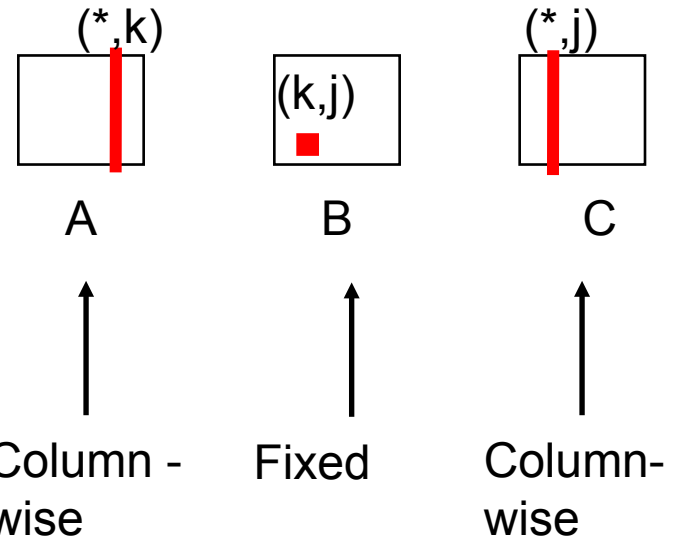 (*,k)
(*,j)
(k,j)
A
B
C
Column -
wise
Fixed
Column-
wise